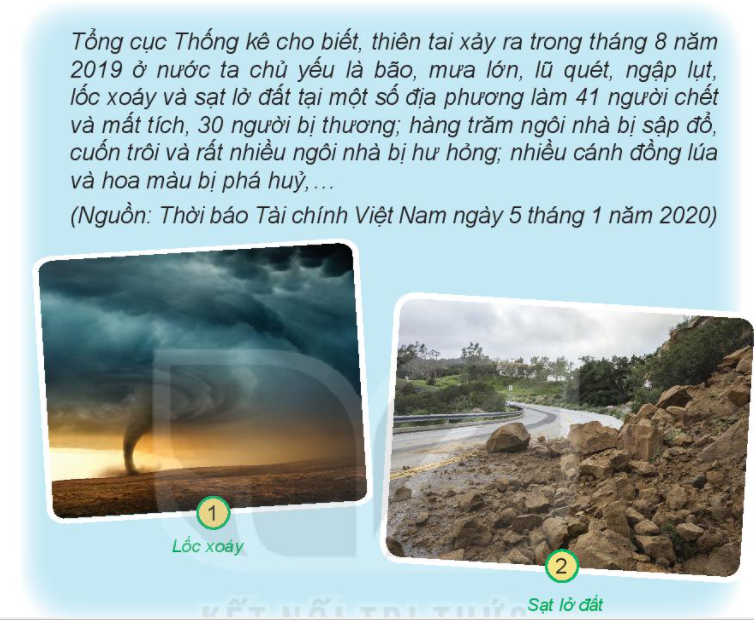 Tổng cục Thống kê cho biết, thiên tai xảy ra trong tháng 8 năm
2019 ở nước ta chủ yếu là bão, mưa lớn, lũ quét, ngập lụt,
lốc xoáy và sạt lở đất tại một số địa phương làm 41 người chết
và mất tích, 30 người bị thương; hàng trăm ngôi nhà bị sập đổ,
cuốn trôi và rất nhiều ngôi nhà bị hư hỏng; nhiều cánh đồng lúa
và hoa màu bị phá huỷ,...
(Nguồn: Thời báo Tài chính Việt Nam ngày 5 tháng 1 năm 2020)
1
Lốc xoáy
2
Sạt lở đất
KẾT NỐI TRI THỨC